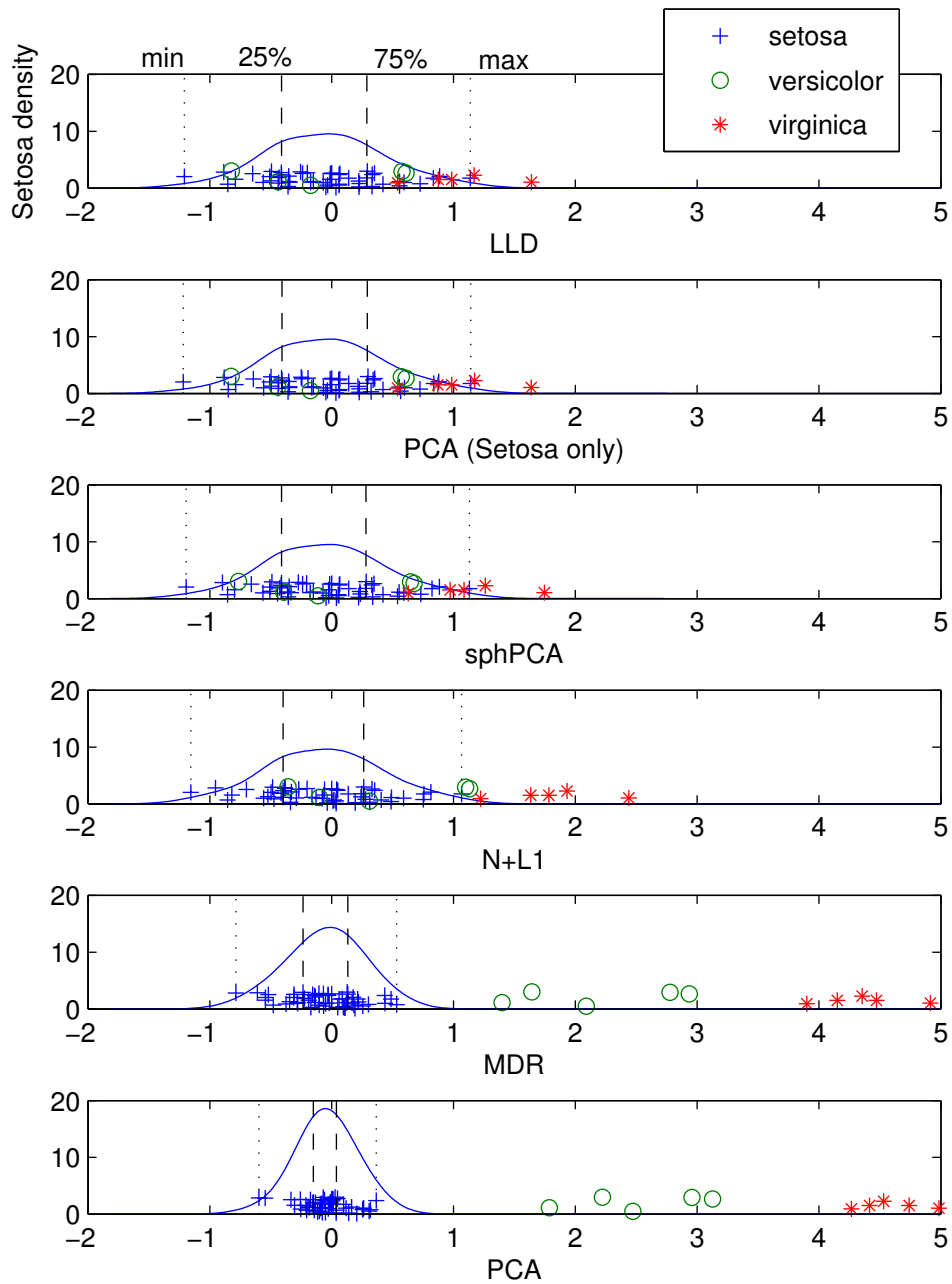 setosa
versicolor
virginica
min 25% 75% max
Setosa density
20
10
0
−2 −1 0 1 2 3 4 5
LLD
20
10
0
−2 −1 0 1 2 3 4 5
PCA (Setosa only)
20
10
0
−2 −1 0 1 2 3 4 5
sphPCA
20
10
0
−2 −1 0 1 2 3 4 5
N+L1
20
10
0
−2 −1 0 1 2 3 4 5
MDR
20
10
0
−2 −1 0 1 2 3 4 5
PCA